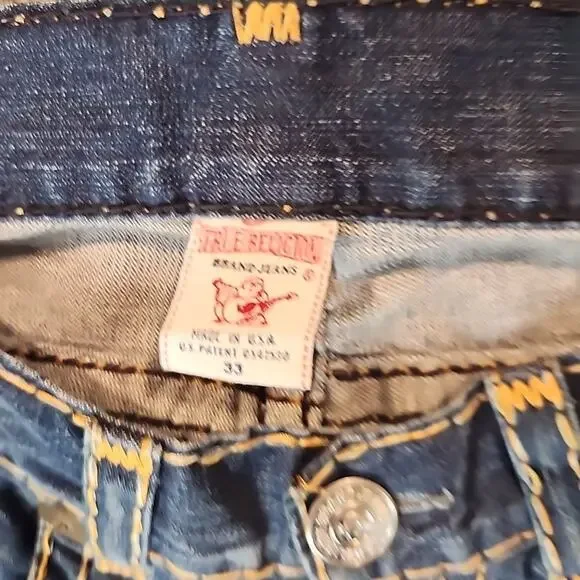 TRUE RELIGION
BRAND JEANS ®
MADE IN U.S.A.
U.S. PATENT
33